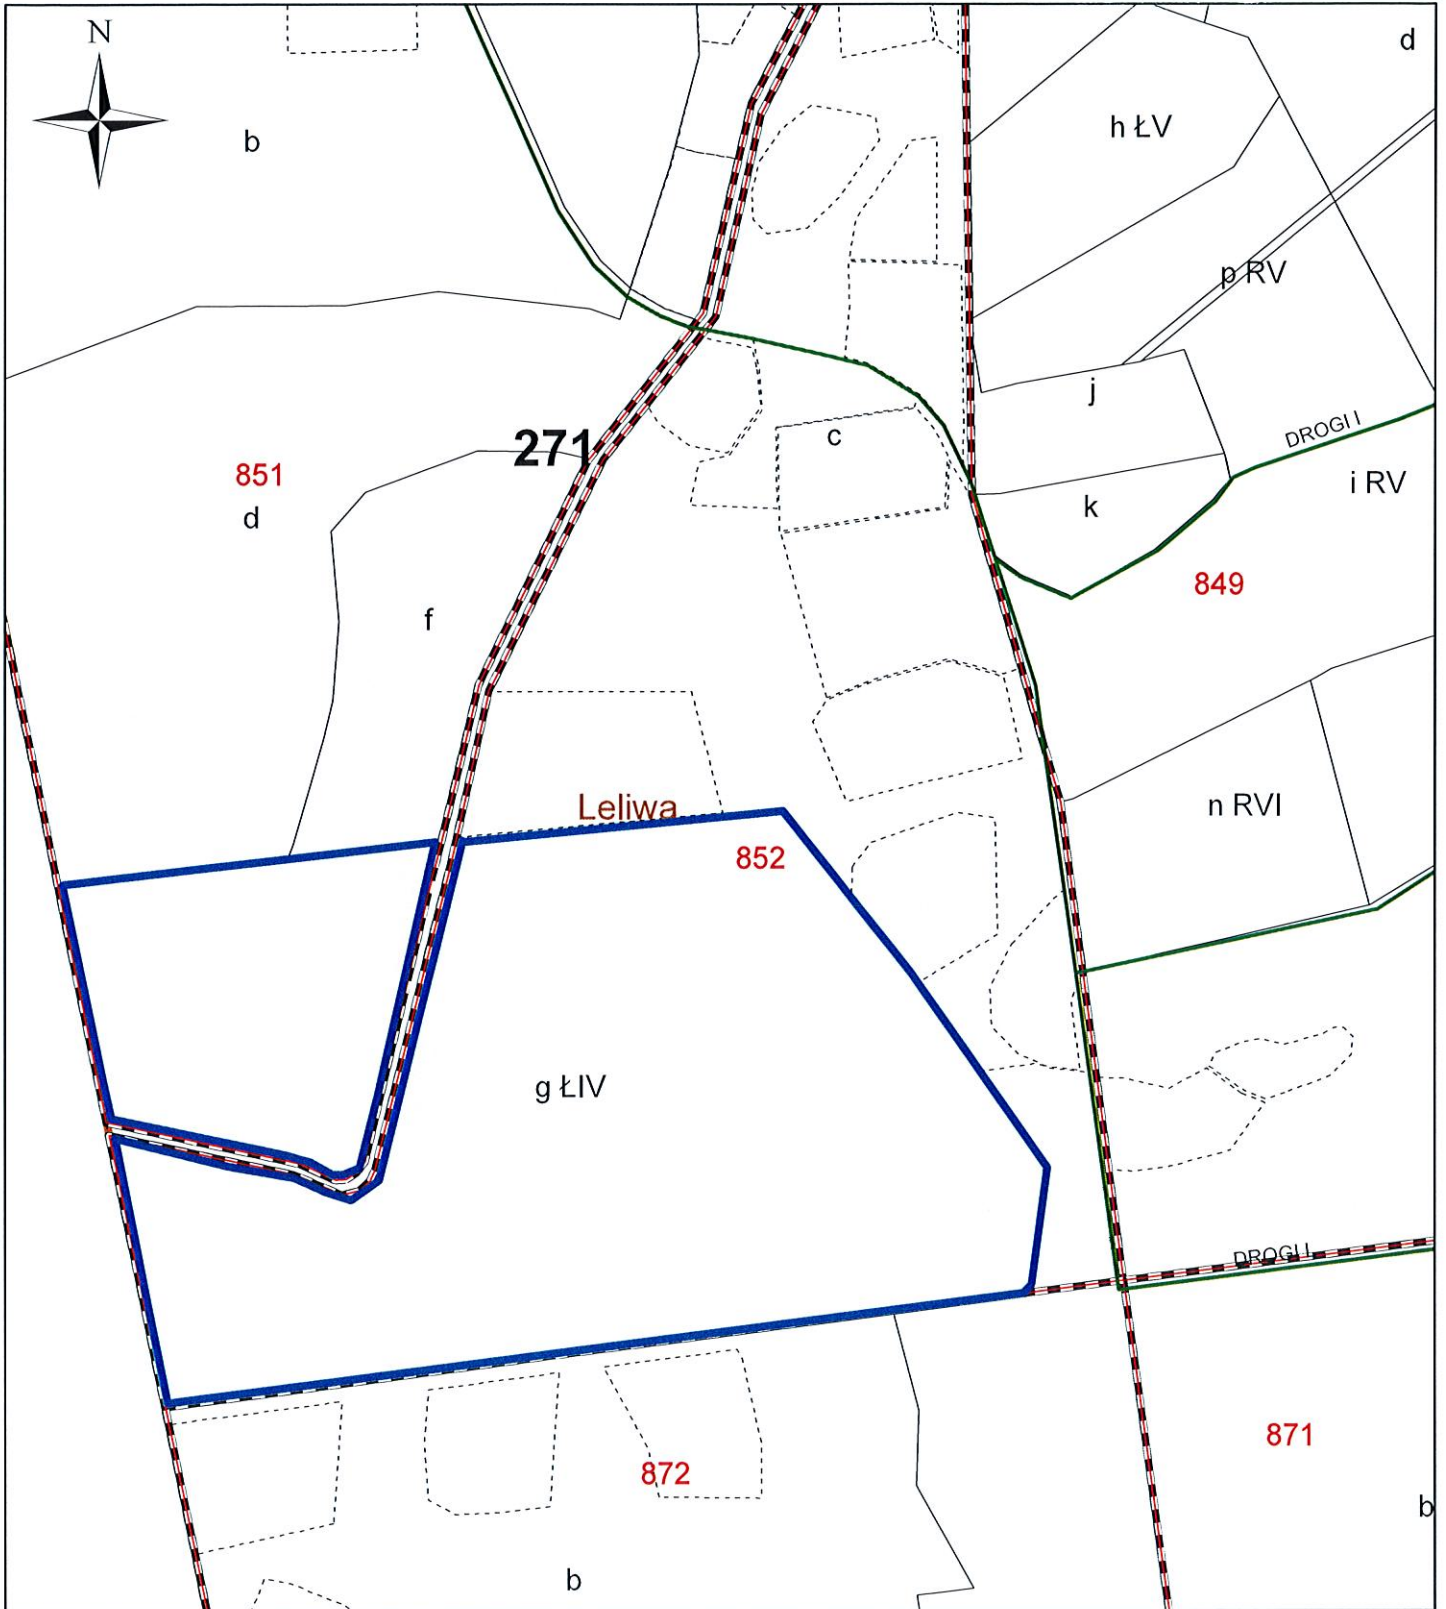 N
d
b
h ŁV
p RV
j
271
c
DROGI I
851
i RV
d
k
849
f
Leliwa
n RVI
852
g ŁIV
DROGI L
871
872
b
b